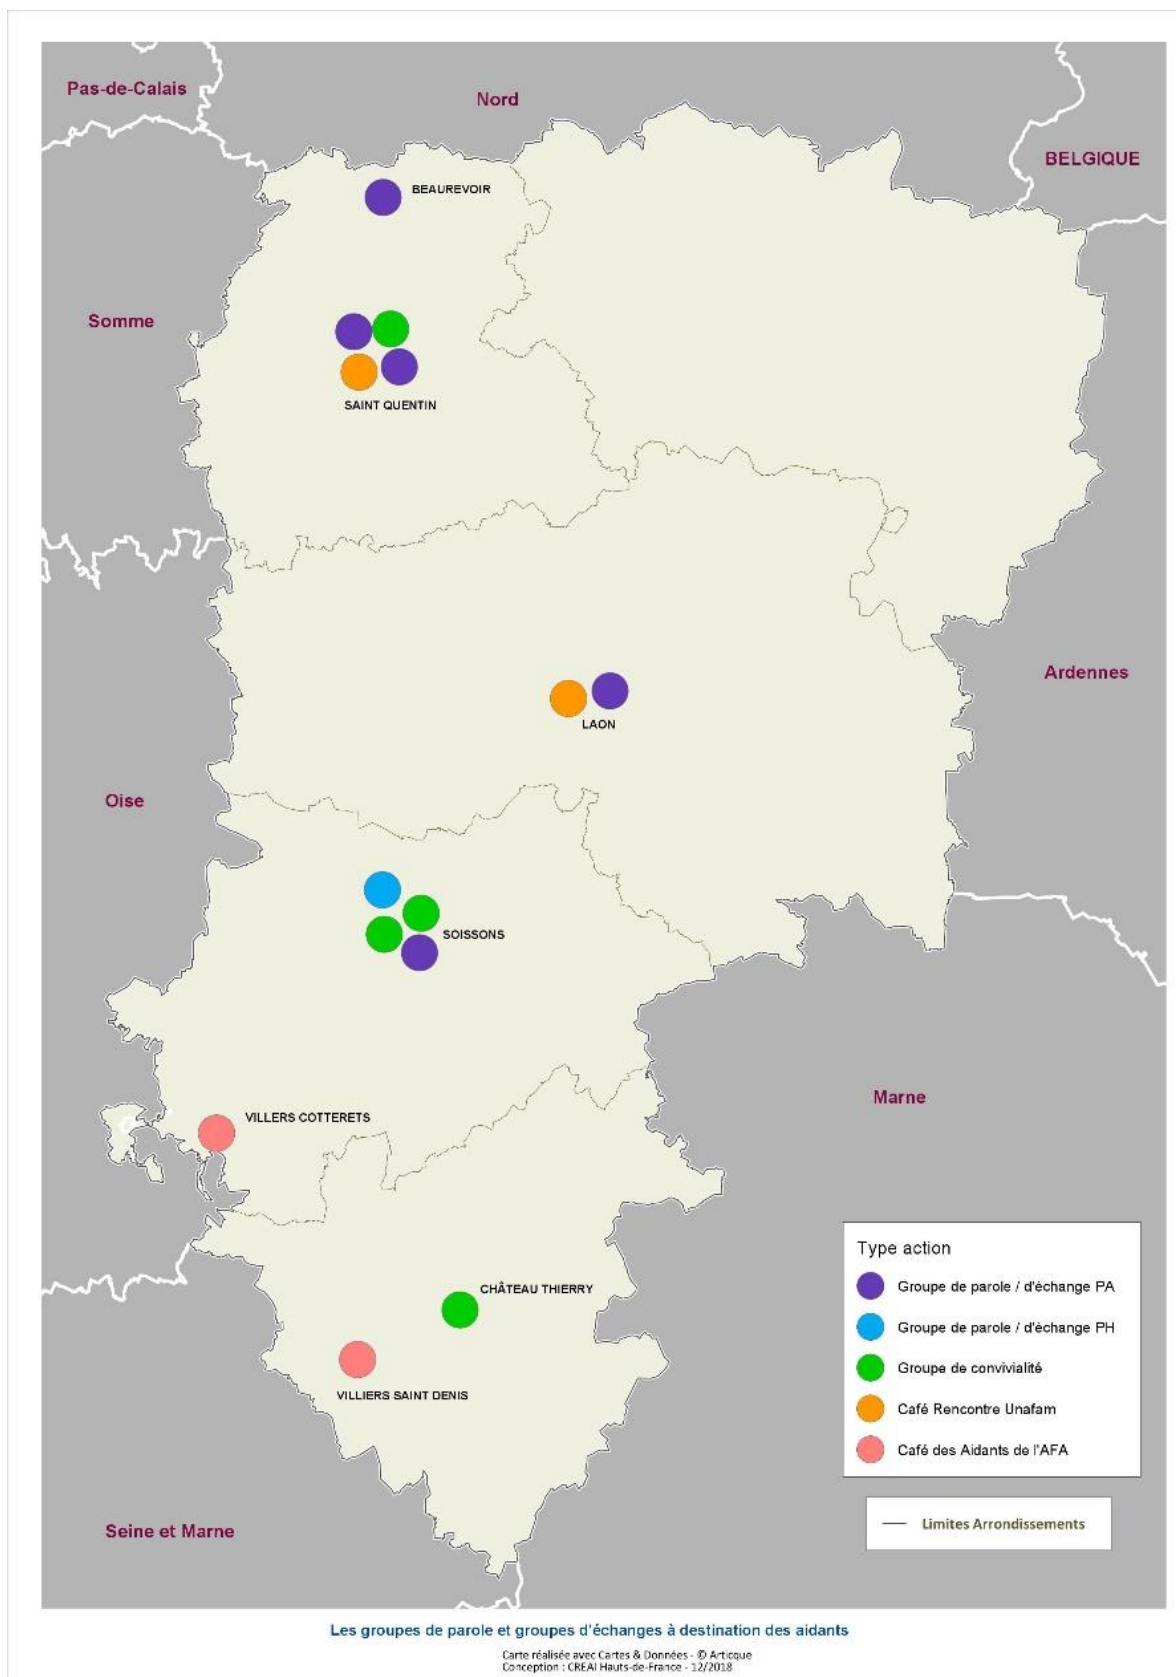 Pas-de-Calais
Nord
BELGIQUE
BEAUREVOIR
Somme
SAINT QUENTIN
Ardennes
LAON
Oise
SOISSONS
Marne
VILLERS COTTERETS
CHÂTEAU THIERRY
VILLIERS SAINT DENIS
Seine et Marne
Type action
Groupe de parole / d'échange PA
Groupe de parole / d'échange PH
Groupe de convivialité
Café Rencontre Unafam
Café des Aidants de l'AFA
Limites Arrondissements
Les groupes de parole et groupes d'échanges à destination des aidants
Carte réalisée avec Cartes & Données - © Articque
Conception : CREAI Hauts-de-France - 12/2018